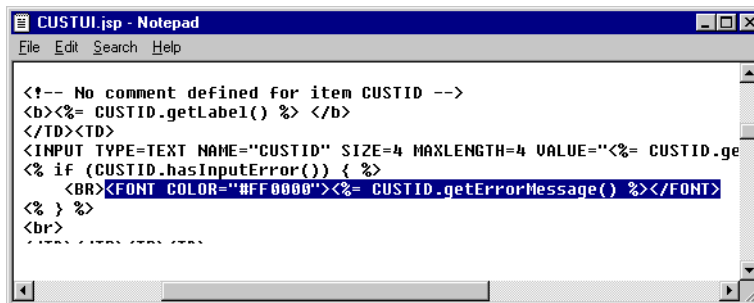 CUSTUI.jsp - Notepad
File Edit Search Help
<!-- No comment defined for item CUSTID -->
<b><%= CUSTID.getLabel() %> </b>
</TD><TD>
<INPUT TYPE=TEXT NAME="CUSTID" SIZE=4 MAXLENGTH=4 VALUE="<%= CUSTID.ge
<% if (CUSTID.hasInputError()) { %>
<BR><FONT COLOR="#FF0000"><%= CUSTID.getErrorMessage() %></FONT>
<% } %>
<br>